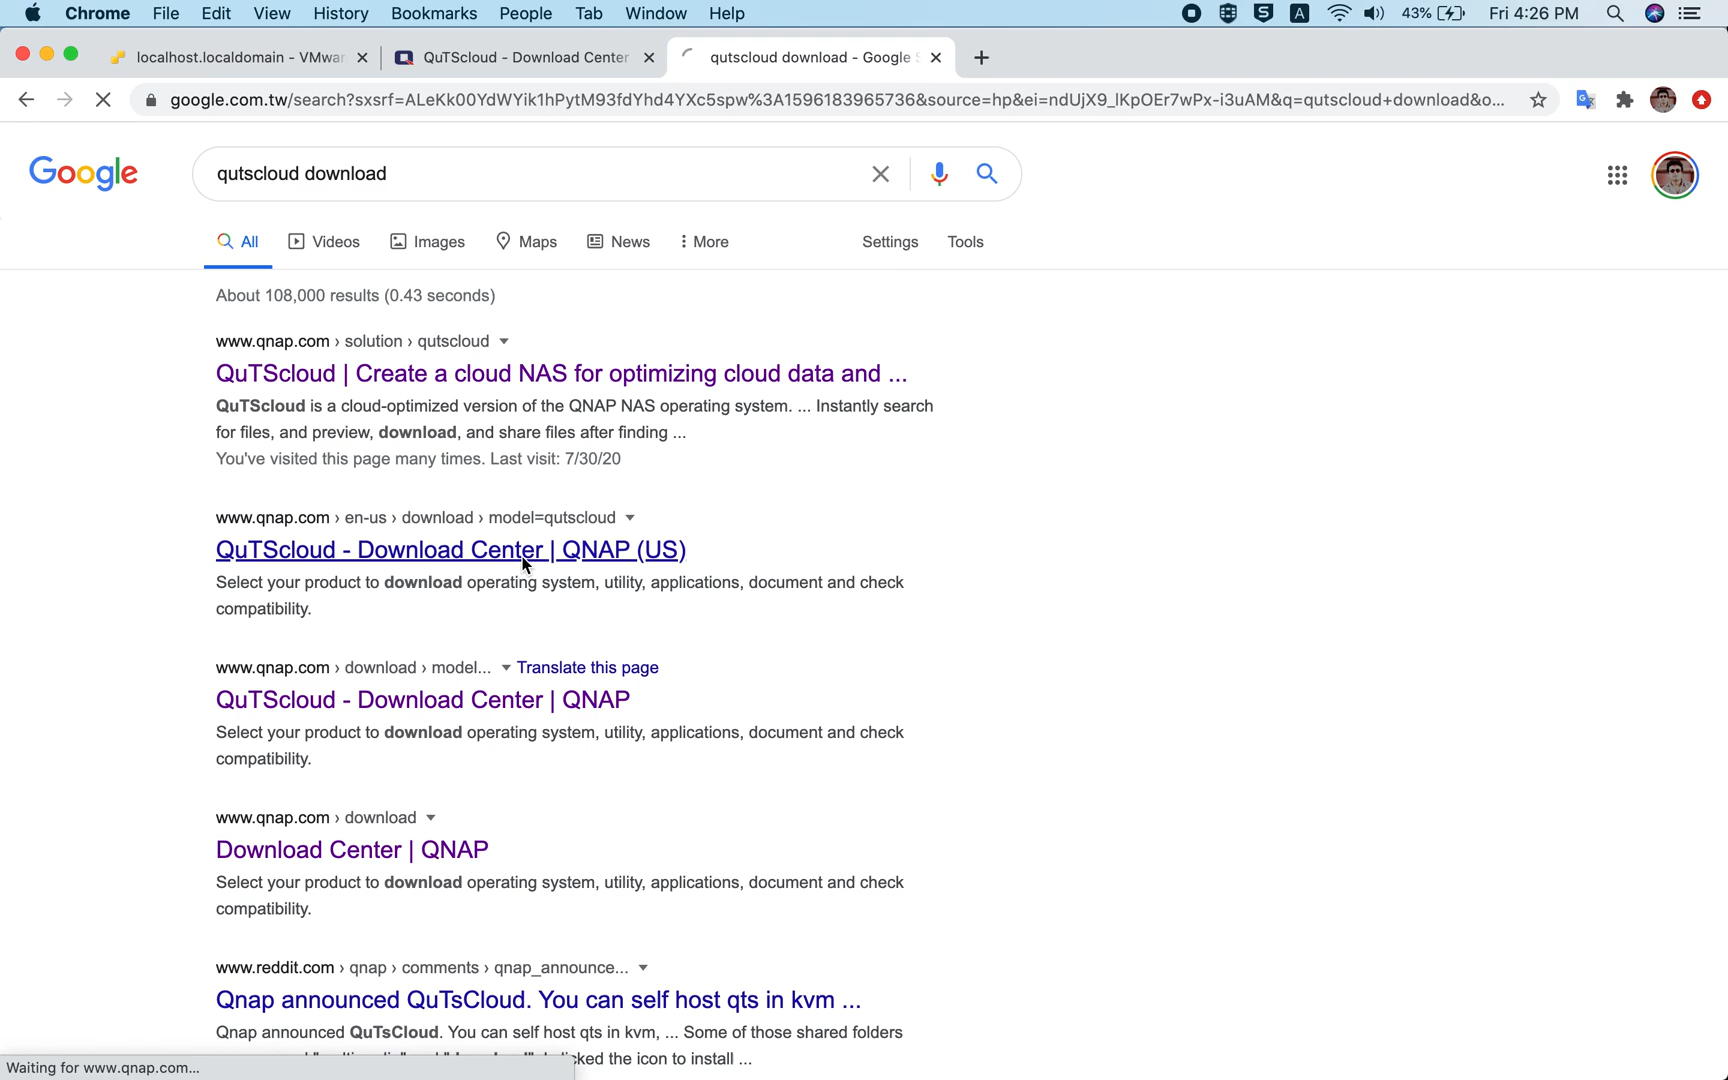 Chrome File Edit View History Bookmarks People Tab Window Help 43% Fri 4:26 PM
localhost.localdomain - VMwar QuTScloud - Download Center qutscloud download - Google S
google.com.tw/search?sxsrf=ALeKk00YdWYik1hPytM93fdYhd4YXc5spw%3A1596183965736&source=hp&ei=ndUjX9_lKpOEr7wPx-i3uAM&q=qutscloud+download&o...
Google qutscloud download
All Videos Images Maps News More Settings Tools
About 108,000 results (0.43 seconds)
www.qnap.com › solution › qutscloud
QuTScloud | Create a cloud NAS for optimizing cloud data and ...
QuTScloud is a cloud-optimized version of the QNAP NAS operating system. ... Instantly search
for files, and preview, download, and share files after finding ...
You've visited this page many times. Last visit: 7/30/20
www.qnap.com › en-us › download › model=qutscloud
QuTScloud - Download Center | QNAP (US)
Select your product to download operating system, utility, applications, document and check
compatibility.
www.qnap.com › download › model... Translate this page
QuTScloud - Download Center | QNAP
Select your product to download operating system, utility, applications, document and check
compatibility.
www.qnap.com › download
Download Center | QNAP
Select your product to download operating system, utility, applications, document and check
compatibility.
www.reddit.com › qnap › comments › qnap_announce...
Qnap announced QuTsCloud. You can self host qts in kvm ...
Qnap announced QuTsCloud. You can self host qts in kvm, ... Some of those shared folders
the icon to install ...
Waiting for www.qnap.com...